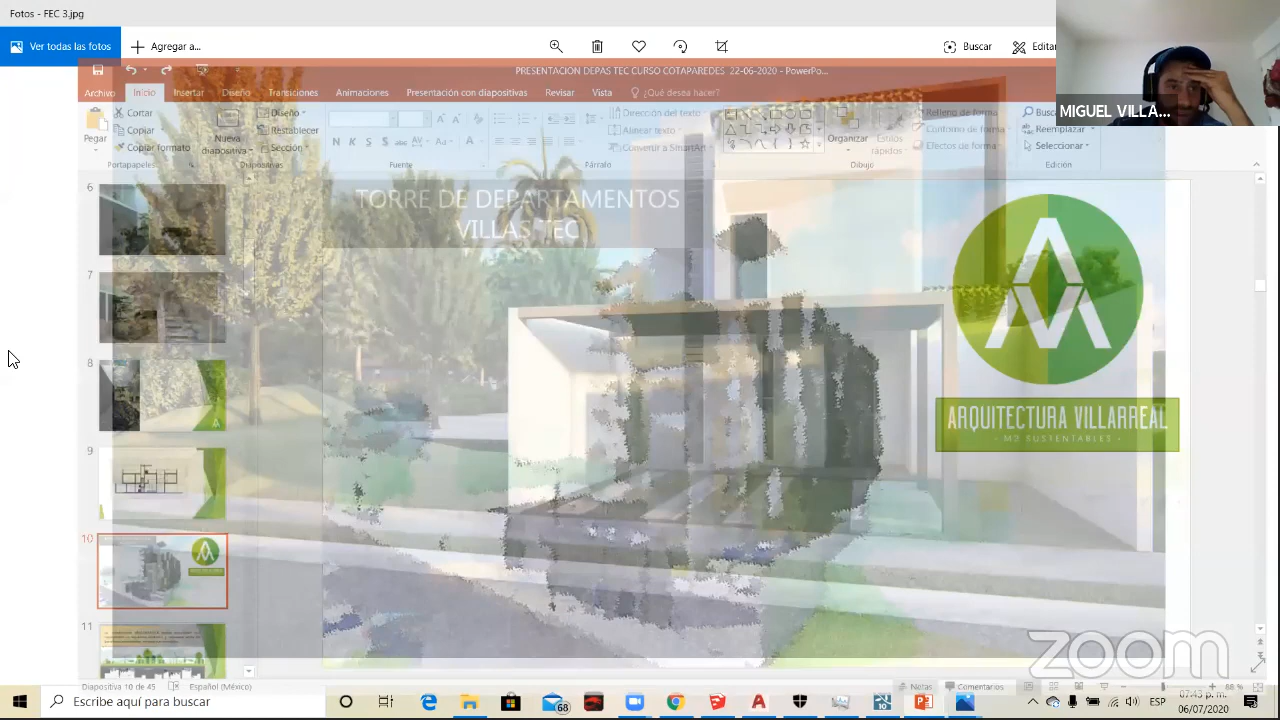 Fotos - FEC 3.jpg
Ver todas las fotos
Agregar a...
Buscar
Editar
MIGUEL VILLA...
PRESENTACION DEPAS TEC CURSO COTAPAREDES 22-06-2020 - PowerPo...
Archivo
Inicio
Insertar
Diseño
Transiciones
Animaciones
Presentación con diapositivas
Revisar
Vista
¿Qué desea hacer?
Pegar
Cortar
Copiar
Copiar formato
Portapapeles
Nueva
diapositiva
Diseño
Restablecer
Sección
Diapositivas
Fuente
Dirección del texto
Alinear texto
Convertir a SmartArt
Párrafo
Organizar
Estilos
rápidos
Relleno de forma
Contorno de forma
Efectos de forma
Dibujo
Reemplazar
Seleccionar
Edición
6
7
8
9
10
11
TORRE DE DEPARTAMENTOS
VILLAS TEC
ARQUITECTURA VILLARREAL
- M3 SUSTENTABLES -
zoom
Diapositiva 10 de 45
Español (México)
Notas
Comentarios
88 %
Escribe aquí para buscar
68
10
ESP
07:43 p. m.
06/07/2020